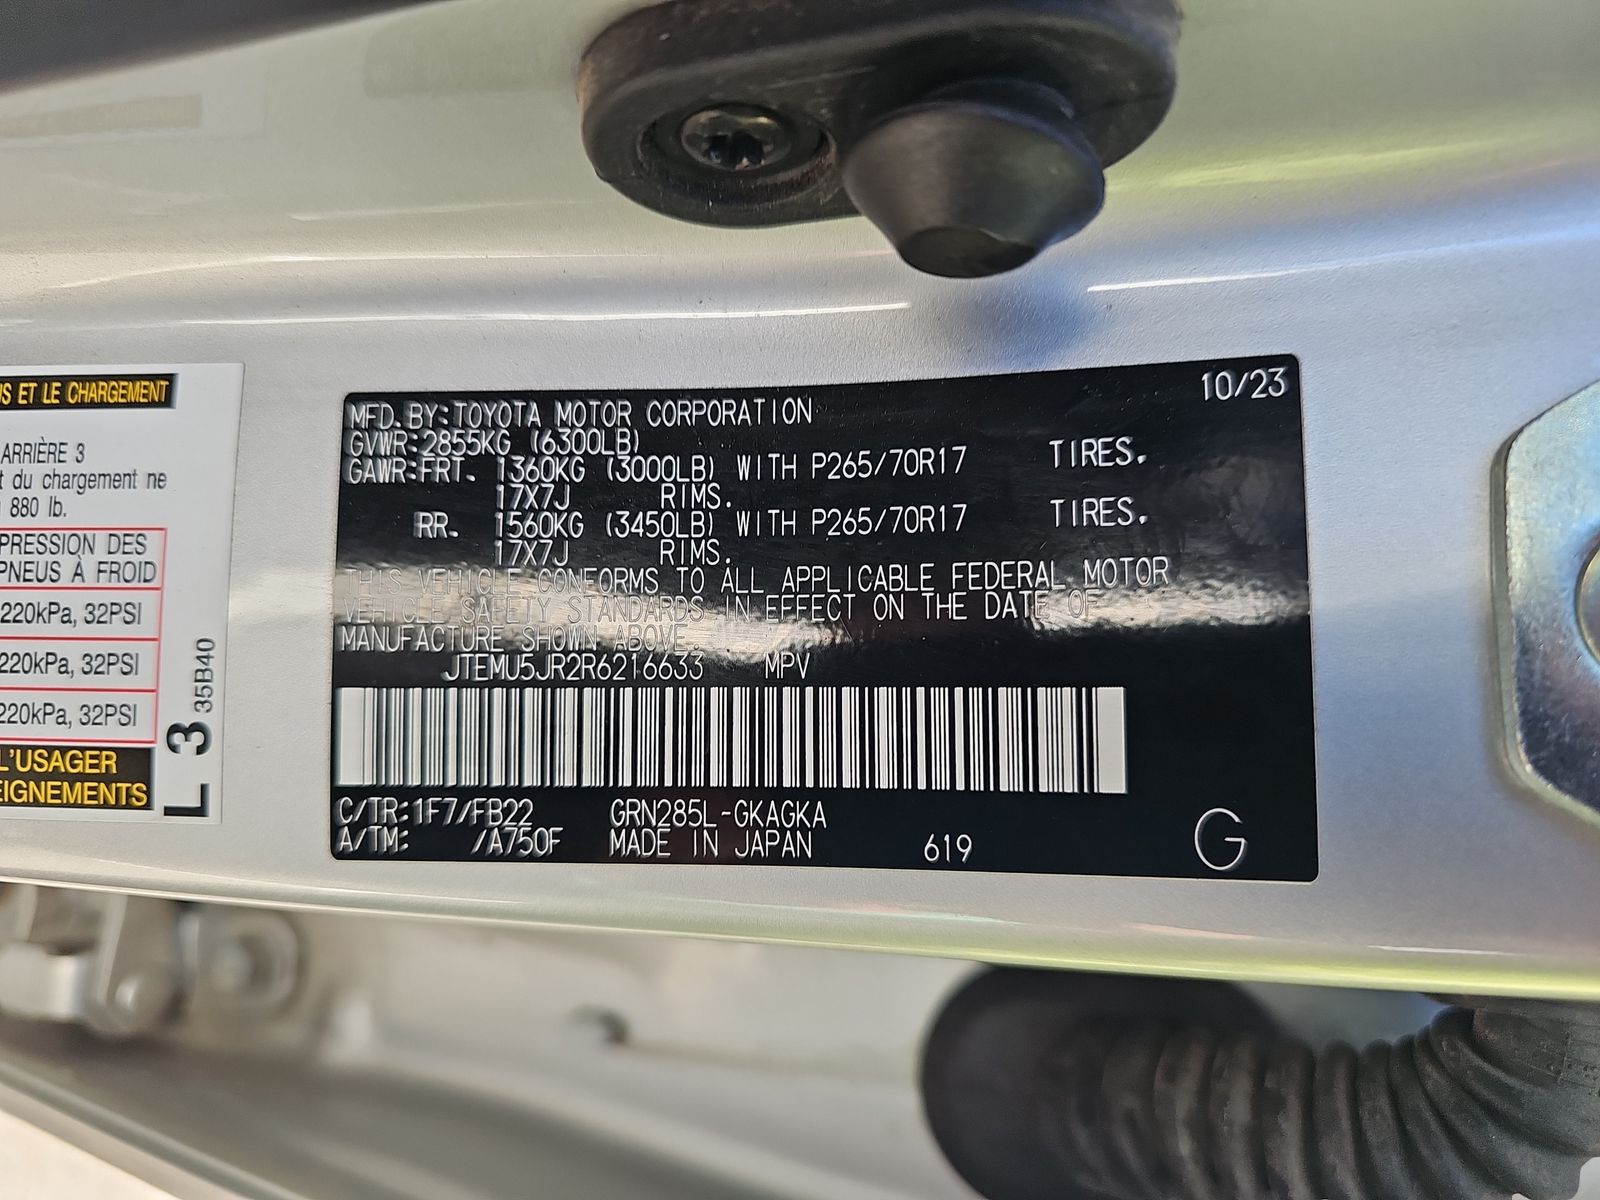 US ET LE CHARGEMENT
ARRIÈRE 3
t du chargement ne
880 lb.
PRESSION DES
PNEUS À FROID
220kPa, 32PSI
220kPa, 32PSI
220kPa, 32PSI
L'USAGER
EIGNEMENTS
L 3 35B40
10/23
MFD.BY:TOYOTA MOTOR CORPORATION
GVWR:2855KG (6300LB)
GAWR:FRT. 1360KG (3000LB) WITH P265/70R17 TIRES.
17X7J RIMS.
RR. 1560KG (3450LB) WITH P265/70R17 TIRES.
17X7J RIMS.
THIS VEHICLE CONFORMS TO ALL APPLICABLE FEDERAL MOTOR
VEHICLE SAFETY STANDARDS IN EFFECT ON THE DATE OF
MANUFACTURE SHOWN ABOVE.
JTEMU5JR2R6216633 MPV
C/TR:1F7/FB22 GRN285L-GKAGKA
A/TM: /A750F MADE IN JAPAN 619 G